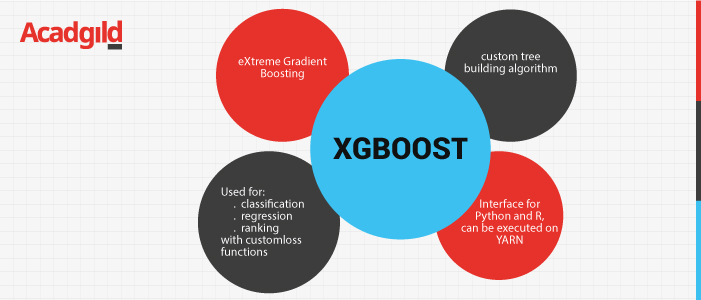 Acadgild
eXtreme Gradient
Boosting
custom tree
building algorithm
XGBOOST
Used for:
. classification
. regression
. ranking
with customloss
functions
Interface for
Python and R,
can be executed on
YARN